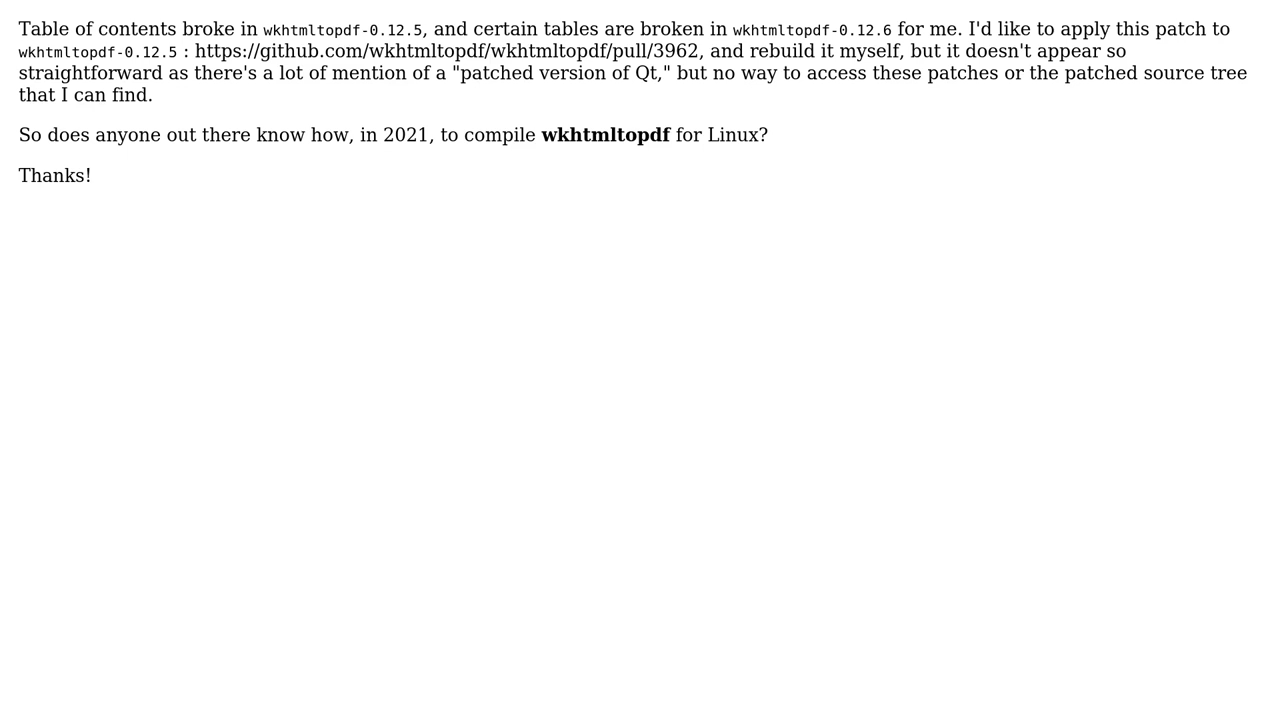 Table of contents broke in wkhtmltopdf-0.12.5, and certain tables are broken in wkhtmltopdf-0.12.6 for me. I'd like to apply this patch to
wkhtmltopdf-0.12.5 : https://github.com/wkhtmltopdf/wkhtmltopdf/pull/3962, and rebuild it myself, but it doesn't appear so
straightforward as there's a lot of mention of a "patched version of Qt," but no way to access these patches or the patched source tree
that I can find.
So does anyone out there know how, in 2021, to compile wkhtmltopdf for Linux?
Thanks!